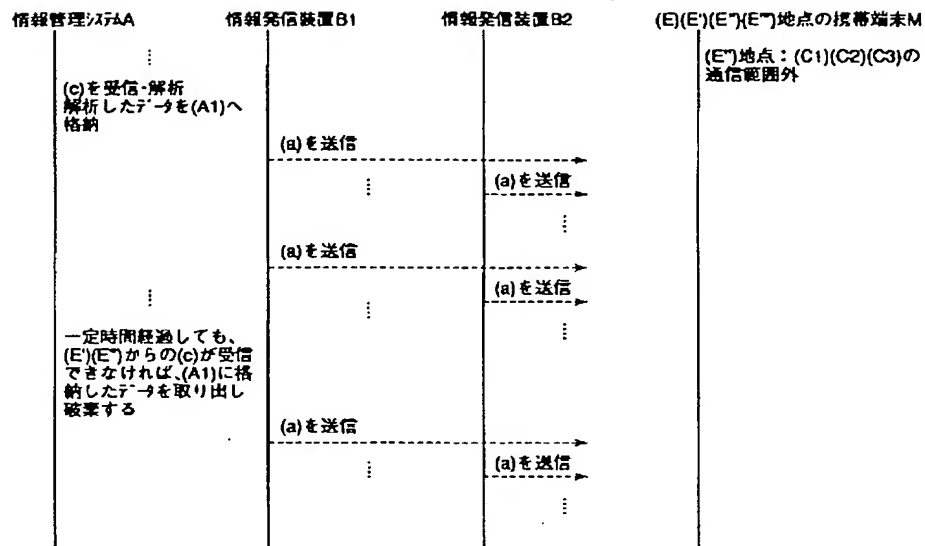 情報管理システムA
情報発信装置B1
情報発信装置B2
(E)(E')(E")(E‴)地点の携帯端末M
(E‴)地点：(C1)(C2)(C3)の
通信範囲外
(c)を受信・解析
解析したデータを(A1)へ
格納
(a)を送信
(a)を送信
(a)を送信
(a)を送信
一定時間経過しても、
(E')(E")からの(c)が受信
できなければ、(A1)に格
納したデータを取り出し
破棄する
(a)を送信
(a)を送信